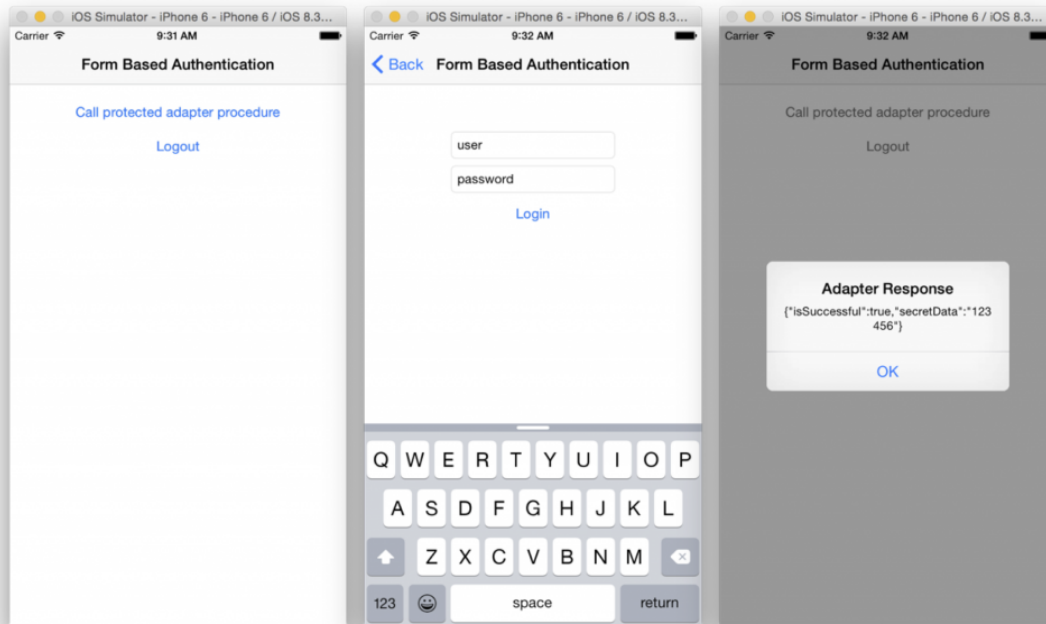 iOS Simulator - iPhone 6 - iPhone 6 / iOS 8.3...
Carrier
9:31 AM
Form Based Authentication
Call protected adapter procedure
Logout
iOS Simulator - iPhone 6 - iPhone 6 / iOS 8.3...
Carrier
9:32 AM
Back Form Based Authentication
user
password
Login
Q W E R T Y U I O P
A S D F G H J K L
Z X C V B N M
123 space return
iOS Simulator - iPhone 6 - iPhone 6 / iOS 8.3...
Carrier
9:32 AM
Form Based Authentication
Call protected adapter procedure
Logout
Adapter Response
{"isSuccessful":true,"secretData":"123
456"}
OK